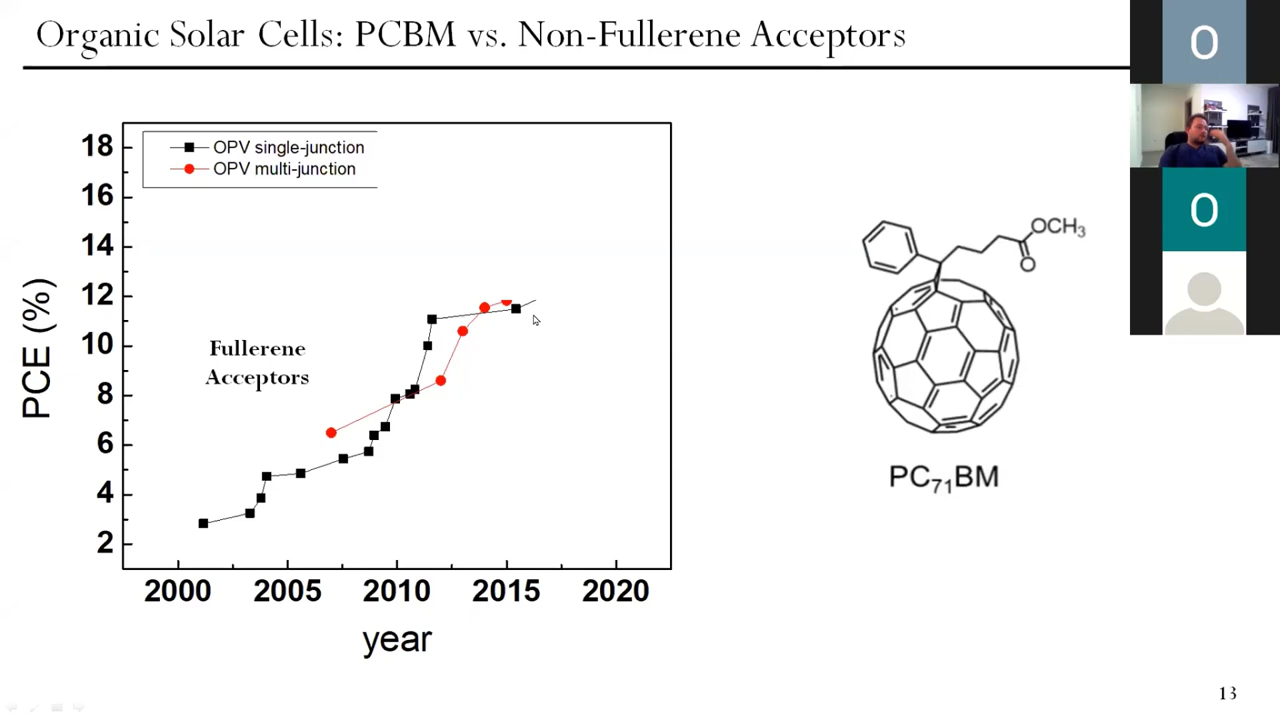 Organic Solar Cells: PCBM vs. Non-Fullerene Acceptors
OPV single-junction
OPV multi-junction
18
16
14
12
10
8
6
4
2
PCE (%)
Fullerene
Acceptors
2000 2005 2010 2015 2020
year
OCH3
O
PC71BM
O
O
13